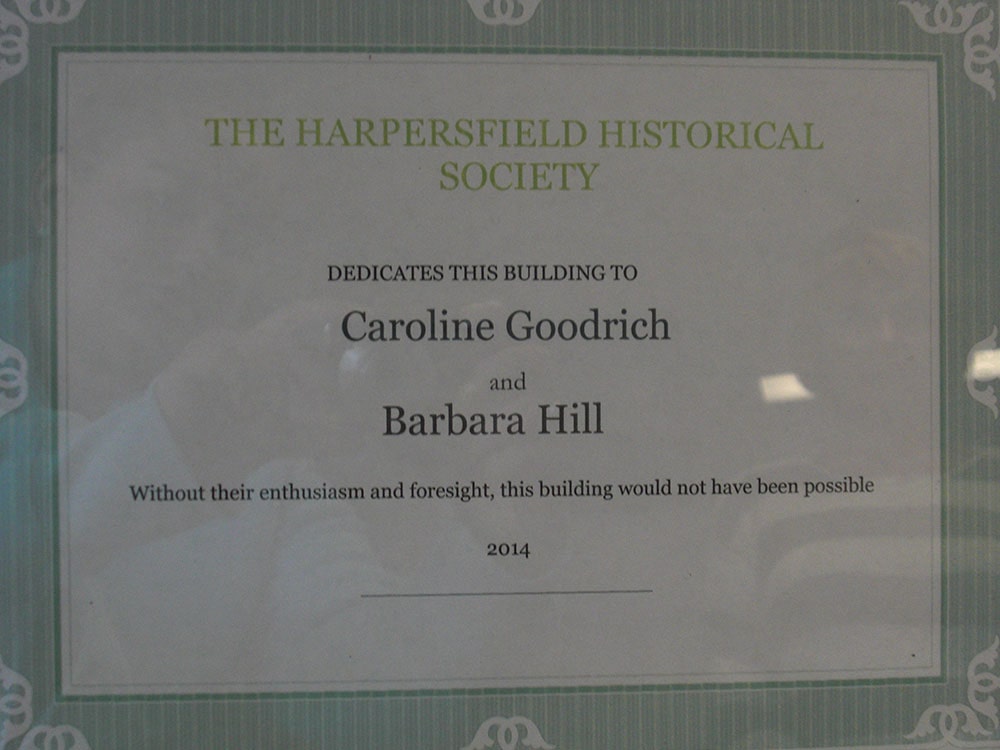 THE HARPERSFIELD HISTORICAL
SOCIETY
DEDICATES THIS BUILDING TO
Caroline Goodrich
and
Barbara Hill
Without their enthusiasm and foresight, this building would not have been possible
2014